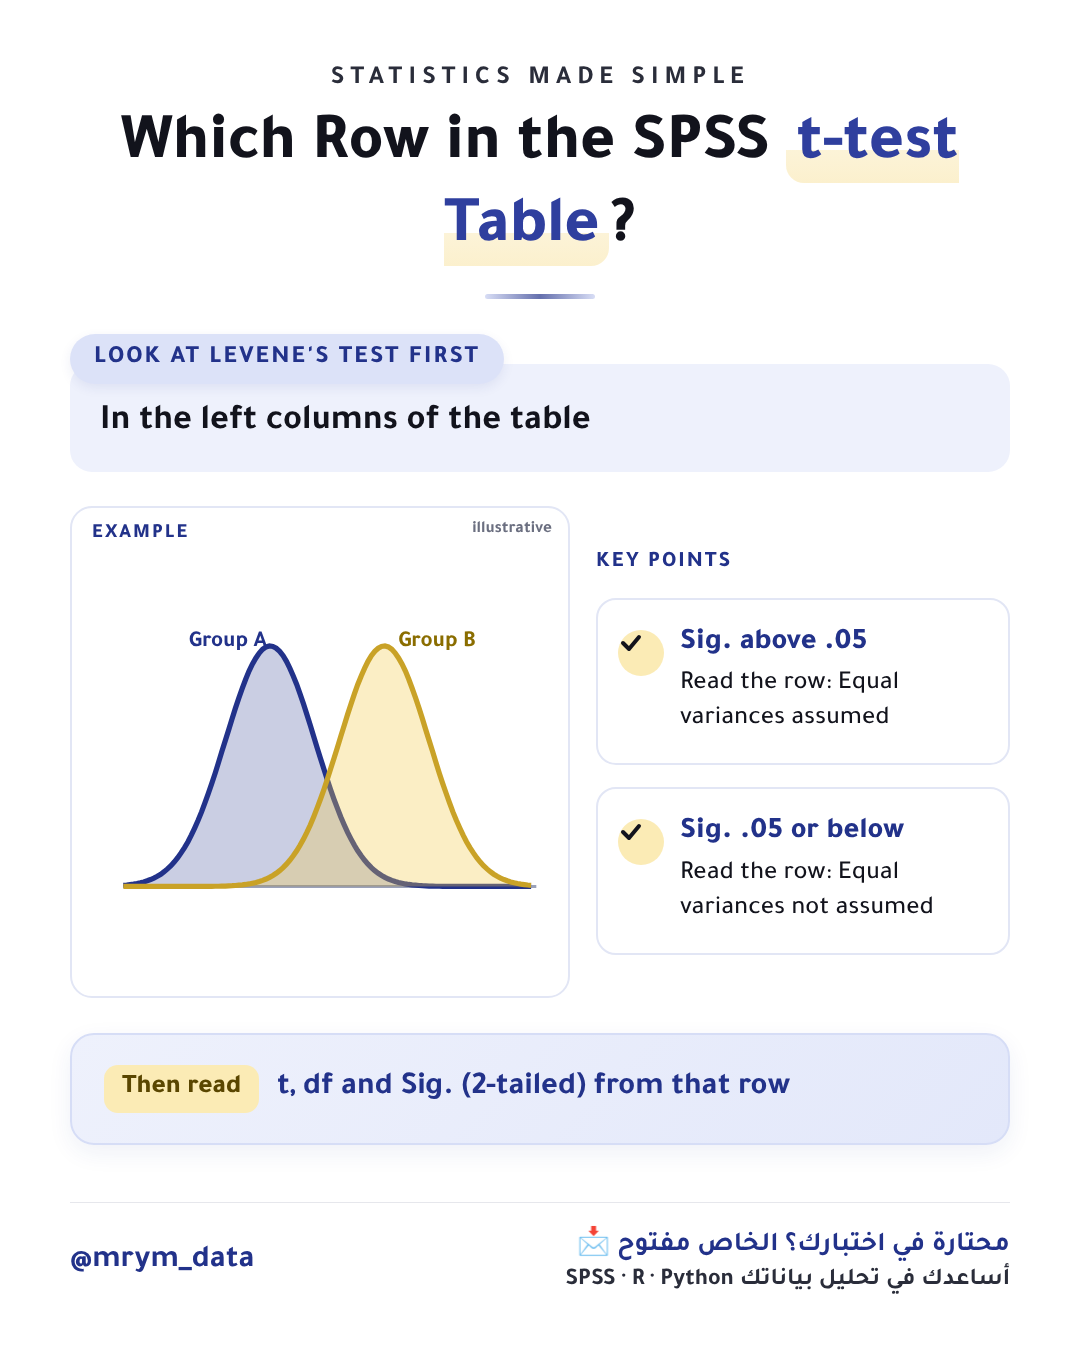 STATISTICS MADE SIMPLE
Which Row in the SPSS t-test
Table?
LOOK AT LEVENE'S TEST FIRST
In the left columns of the table
EXAMPLE
illustrative
Group A
Group B
KEY POINTS
Sig. above .05
Read the row: Equal
variances assumed
Sig. .05 or below
Read the row: Equal
variances not assumed
Then read t, df and Sig. (2-tailed) from that row
@mrym_data
محتارة في اختبارك؟ الخاص مفتوح 📩
أساعدك في تحليل بياناتك SPSS · R · Python